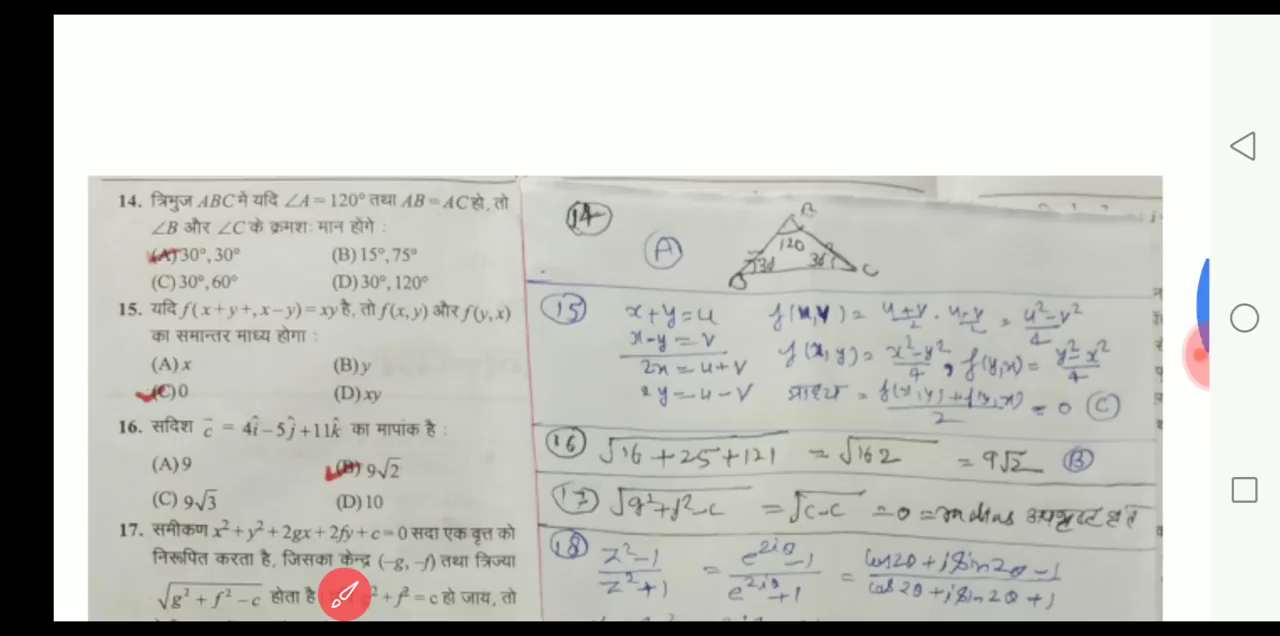 14. त्रिभुज ABC में यदि ∠A = 120° तथा AB = AC हो, तो
∠B और ∠C के क्रमशः मान होंगे :
(A) 30°, 30° (B) 15°, 75°
(C) 30°, 60° (D) 30°, 120°
15. यदि f(x+y+, x−y) = xy है, तो f(x, y) और f(y, x)
का समान्तर माध्य होगा :
(A) x (B) y
(C) 0 (D) xy
16. सदिश c⃗ = 4î − 5ĵ + 11k̂ का मापांक है :
(A) 9 (B) 9√2
(C) 9√3 (D) 10
17. समीकण x² + y² + 2gx + 2fy + c = 0 सदा एक वृत्त को
निरूपित करता है, जिसका केन्द्र (–g, –f) तथा त्रिज्या
√g² + f² − c होता है ² + f² = c हो जाय, तो
14
A
120
30 C
15 x+y = u f(u,v) = u+v/2 . u-v/2 = u²-v²/4
x-y = v
2x = u+v f(x,y) = x²-y²/4 , f(y,x) = y²-x²/4
2y = u-v = f(x,y)+f(y,x)/2 = 0 C
16 √16+25+121 = √162 = 9√2 B
17 √g²+f²-c = √c-c = 0 =
18 z²-1/z²+1 = e^2iθ-1/e^2iθ+1 = cos2θ+i sin2θ-1/cos2θ+i sin2θ+1